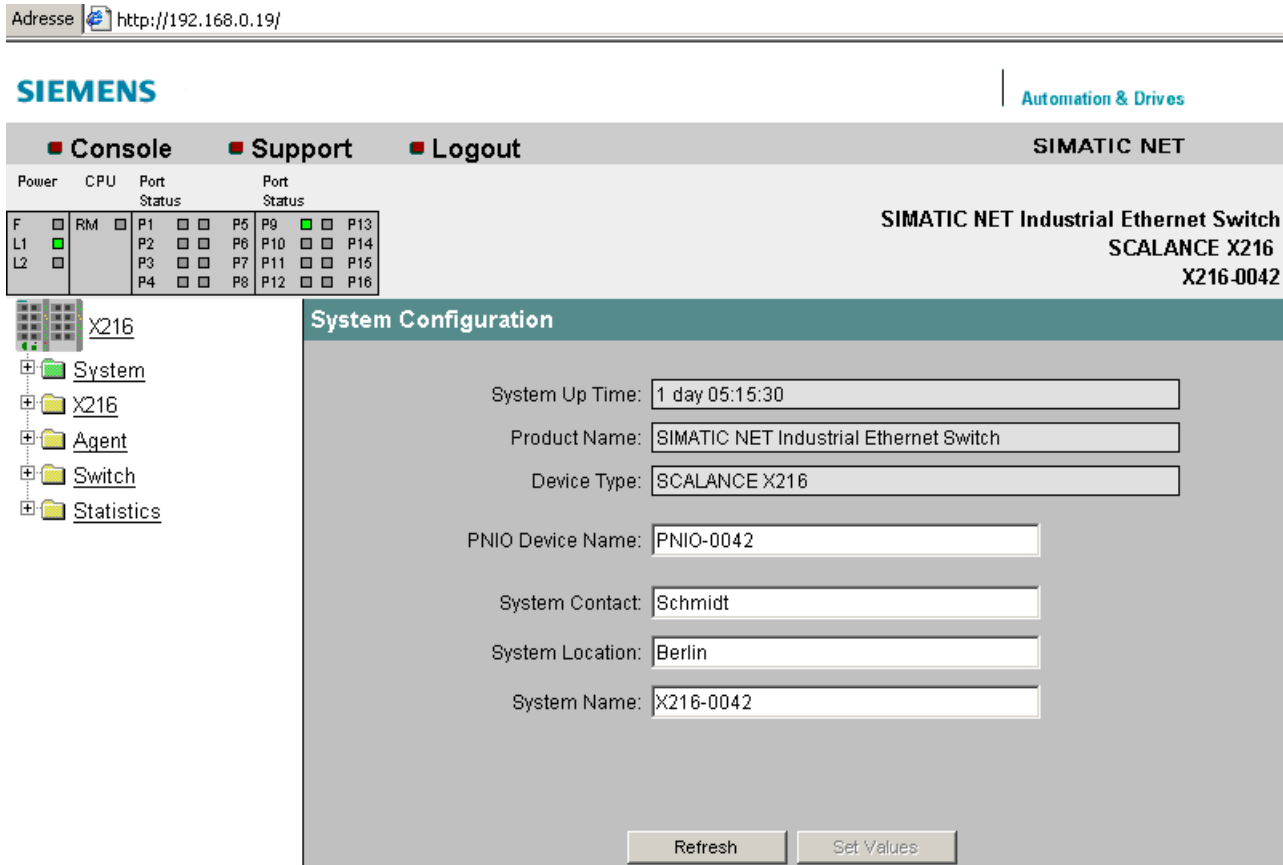 Adresse http://192.168.0.19/
SIEMENS
Automation & Drives
Console Support Logout SIMATIC NET
Power CPU Port Status Port Status
F RM P1 P5 P9 P13
L1 P2 P6 P10 P14
L2 P3 P7 P11 P15
P4 P8 P12 P16
SIMATIC NET Industrial Ethernet Switch
SCALANCE X216
X216-0042
X216
System
X216
Agent
Switch
Statistics
System Configuration
System Up Time: 1 day 05:15:30
Product Name: SIMATIC NET Industrial Ethernet Switch
Device Type: SCALANCE X216
PNIO Device Name: PNIO-0042
System Contact: Schmidt
System Location: Berlin
System Name: X216-0042
Refresh Set Values